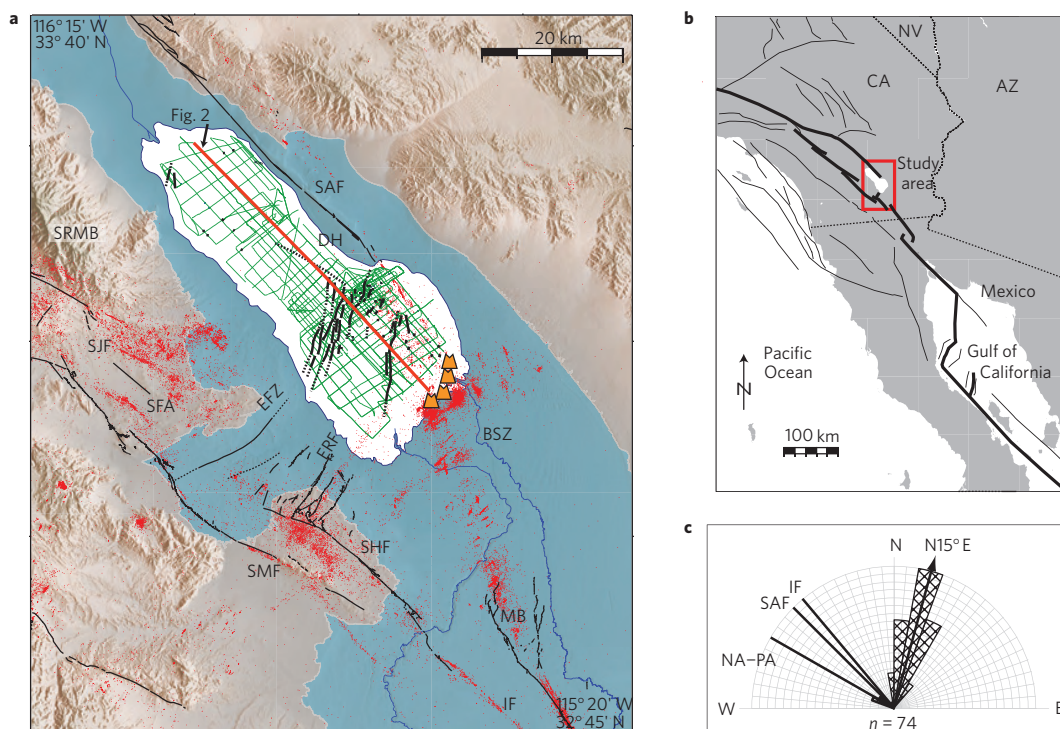 a
116° 15' W
33° 40' N
20 km
Fig. 2
SAF
DH
SRMB
SJF
SFA
EFZ
ERF
BSZ
SHF
SMF
MB
IF
115° 20' W
32° 45' N
b
NV
CA
AZ
Study
area
Mexico
Gulf of
California
Pacific
Ocean
N
100 km
c
N
N15° E
IF
SAF
NA–PA
W
E
n = 74